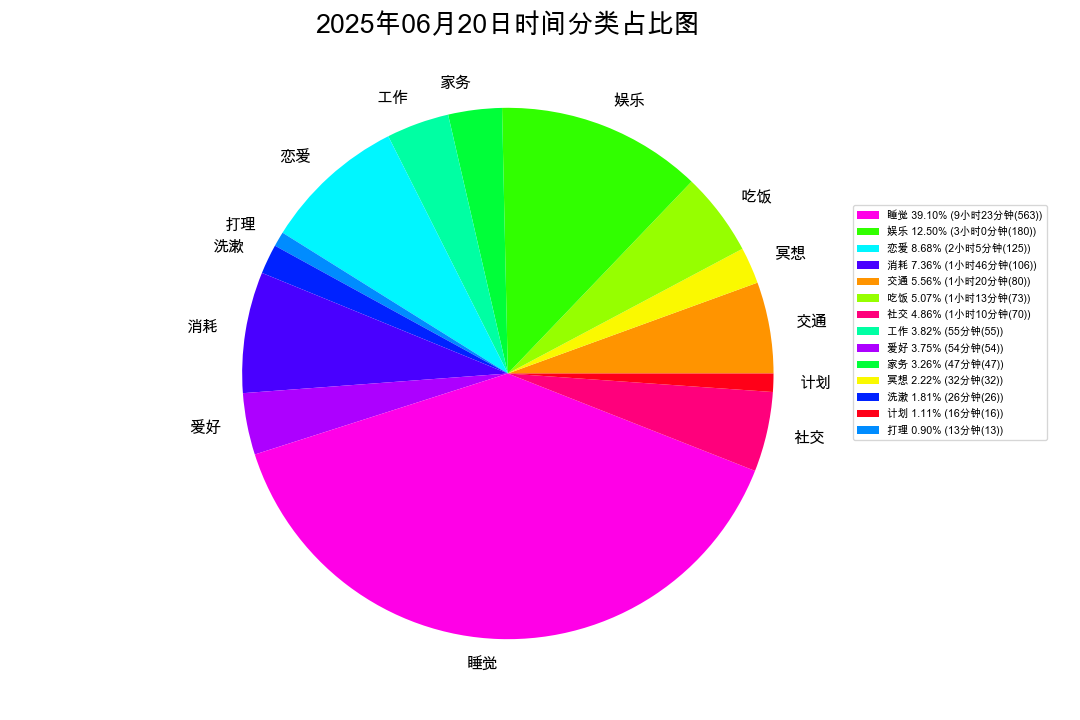 2025年06月20日时间分类占比图
家务
工作
娱乐
恋爱
吃饭
打理
洗漱
冥想
消耗
交通
计划
爱好
社交
睡觉
睡觉 39.10% (9小时23分钟(563))
娱乐 12.50% (3小时0分钟(180))
恋爱 8.68% (2小时5分钟(125))
消耗 7.36% (1小时46分钟(106))
交通 5.56% (1小时20分钟(80))
吃饭 5.07% (1小时13分钟(73))
社交 4.86% (1小时10分钟(70))
工作 3.82% (55分钟(55))
爱好 3.75% (54分钟(54))
家务 3.26% (47分钟(47))
冥想 2.22% (32分钟(32))
洗漱 1.81% (26分钟(26))
计划 1.11% (16分钟(16))
打理 0.90% (13分钟(13))